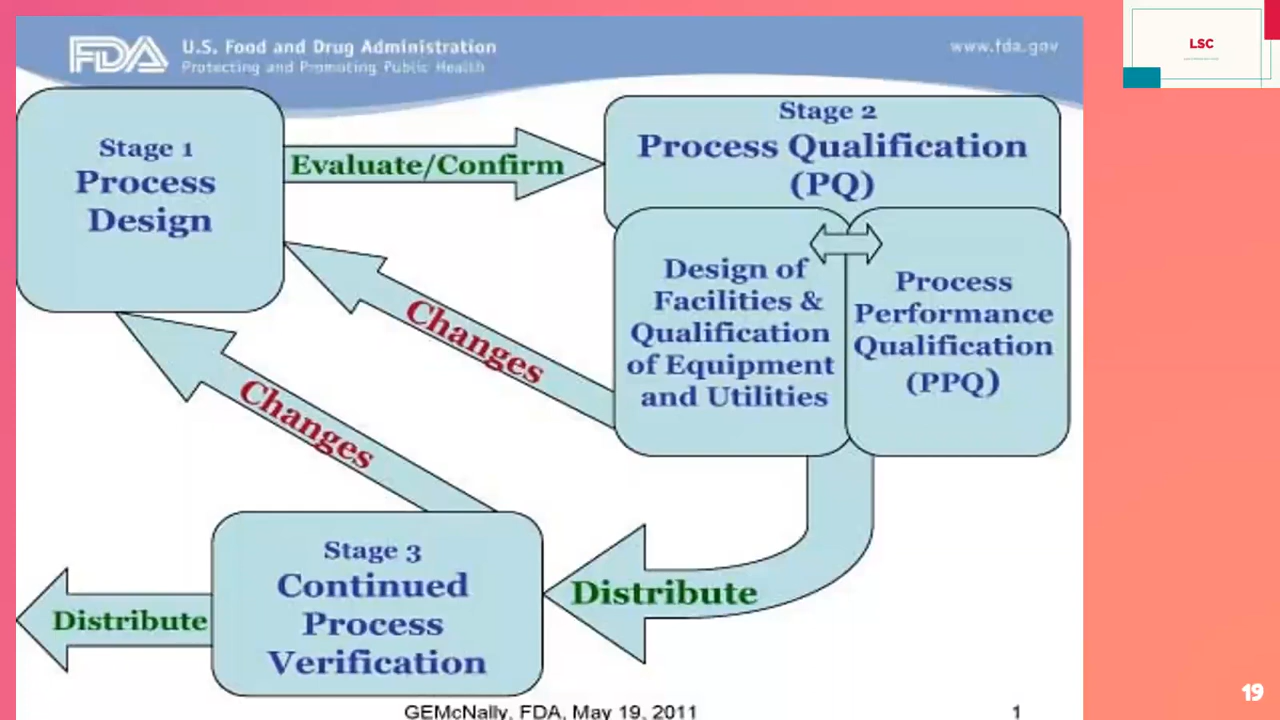 FDA U.S. Food and Drug Administration
Protecting and Promoting Public Health
www.fda.gov
LSC
Stage 1
Process
Design
Evaluate/Confirm
Stage 2
Process Qualification
(PQ)
Design of
Facilities &
Qualification
of Equipment
and Utilities
Process
Performance
Qualification
(PPQ)
Changes
Changes
Stage 3
Continued
Process
Verification
Distribute
Distribute
GEMcNally, FDA, May 19, 2011
1
19